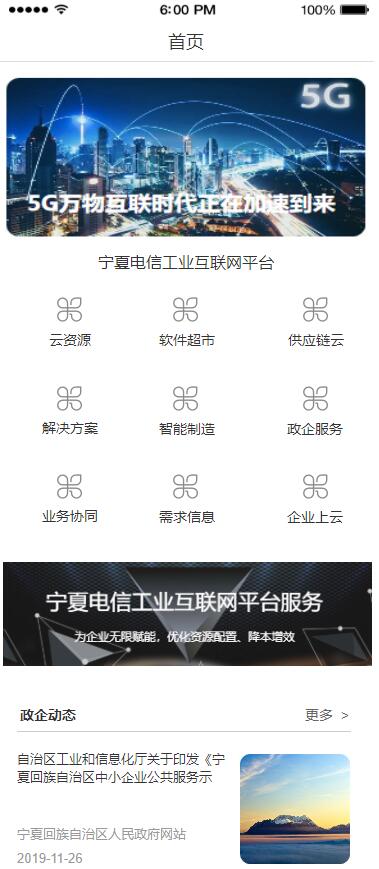 6:00 PM
100%
首页
5G
5G万物互联时代正在加速到来
宁夏电信工业互联网平台
云资源
软件超市
供应链云
解决方案
智能制造
政企服务
业务协同
需求信息
企业上云
宁夏电信工业互联网平台服务
为企业无限赋能，优化资源配置、降本增效
政企动态
更多 >
自治区工业和信息化厅关于印发《宁
夏回族自治区中小企业公共服务示
宁夏回族自治区人民政府网站
2019-11-26